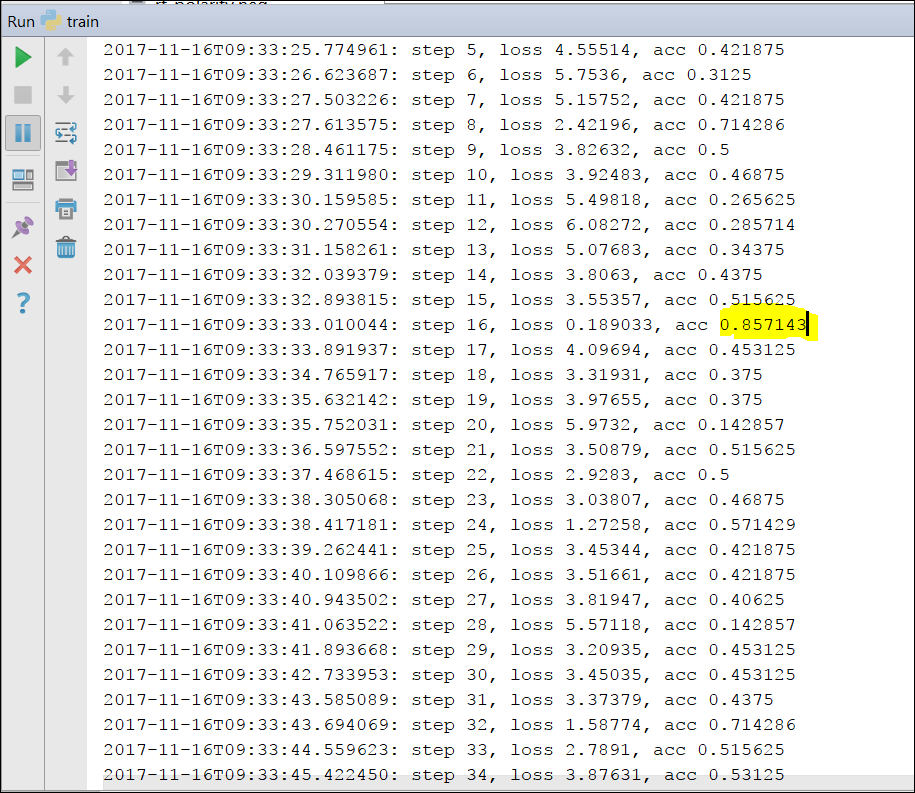 Run train
2017-11-16T09:33:25.774961: step 5, loss 4.55514, acc 0.421875
2017-11-16T09:33:26.623687: step 6, loss 5.7536, acc 0.3125
2017-11-16T09:33:27.503226: step 7, loss 5.15752, acc 0.421875
2017-11-16T09:33:27.613575: step 8, loss 2.42196, acc 0.714286
2017-11-16T09:33:28.461175: step 9, loss 3.82632, acc 0.5
2017-11-16T09:33:29.311980: step 10, loss 3.92483, acc 0.46875
2017-11-16T09:33:30.159585: step 11, loss 5.49818, acc 0.265625
2017-11-16T09:33:30.270554: step 12, loss 6.08272, acc 0.285714
2017-11-16T09:33:31.158261: step 13, loss 5.07683, acc 0.34375
2017-11-16T09:33:32.039379: step 14, loss 3.8063, acc 0.4375
2017-11-16T09:33:32.893815: step 15, loss 3.55357, acc 0.515625
2017-11-16T09:33:33.010044: step 16, loss 0.189033, acc 0.857143
2017-11-16T09:33:33.891937: step 17, loss 4.09694, acc 0.453125
2017-11-16T09:33:34.765917: step 18, loss 3.31931, acc 0.375
2017-11-16T09:33:35.632142: step 19, loss 3.97655, acc 0.375
2017-11-16T09:33:35.752031: step 20, loss 5.9732, acc 0.142857
2017-11-16T09:33:36.597552: step 21, loss 3.50879, acc 0.515625
2017-11-16T09:33:37.468615: step 22, loss 2.9283, acc 0.5
2017-11-16T09:33:38.305068: step 23, loss 3.03807, acc 0.46875
2017-11-16T09:33:38.417181: step 24, loss 1.27258, acc 0.571429
2017-11-16T09:33:39.262441: step 25, loss 3.45344, acc 0.421875
2017-11-16T09:33:40.109866: step 26, loss 3.51661, acc 0.421875
2017-11-16T09:33:40.943502: step 27, loss 3.81947, acc 0.40625
2017-11-16T09:33:41.063522: step 28, loss 5.57118, acc 0.142857
2017-11-16T09:33:41.893668: step 29, loss 3.20935, acc 0.453125
2017-11-16T09:33:42.733953: step 30, loss 3.45035, acc 0.453125
2017-11-16T09:33:43.585089: step 31, loss 3.37379, acc 0.4375
2017-11-16T09:33:43.694069: step 32, loss 1.58774, acc 0.714286
2017-11-16T09:33:44.559623: step 33, loss 2.7891, acc 0.515625
2017-11-16T09:33:45.422450: step 34, loss 3.87631, acc 0.53125